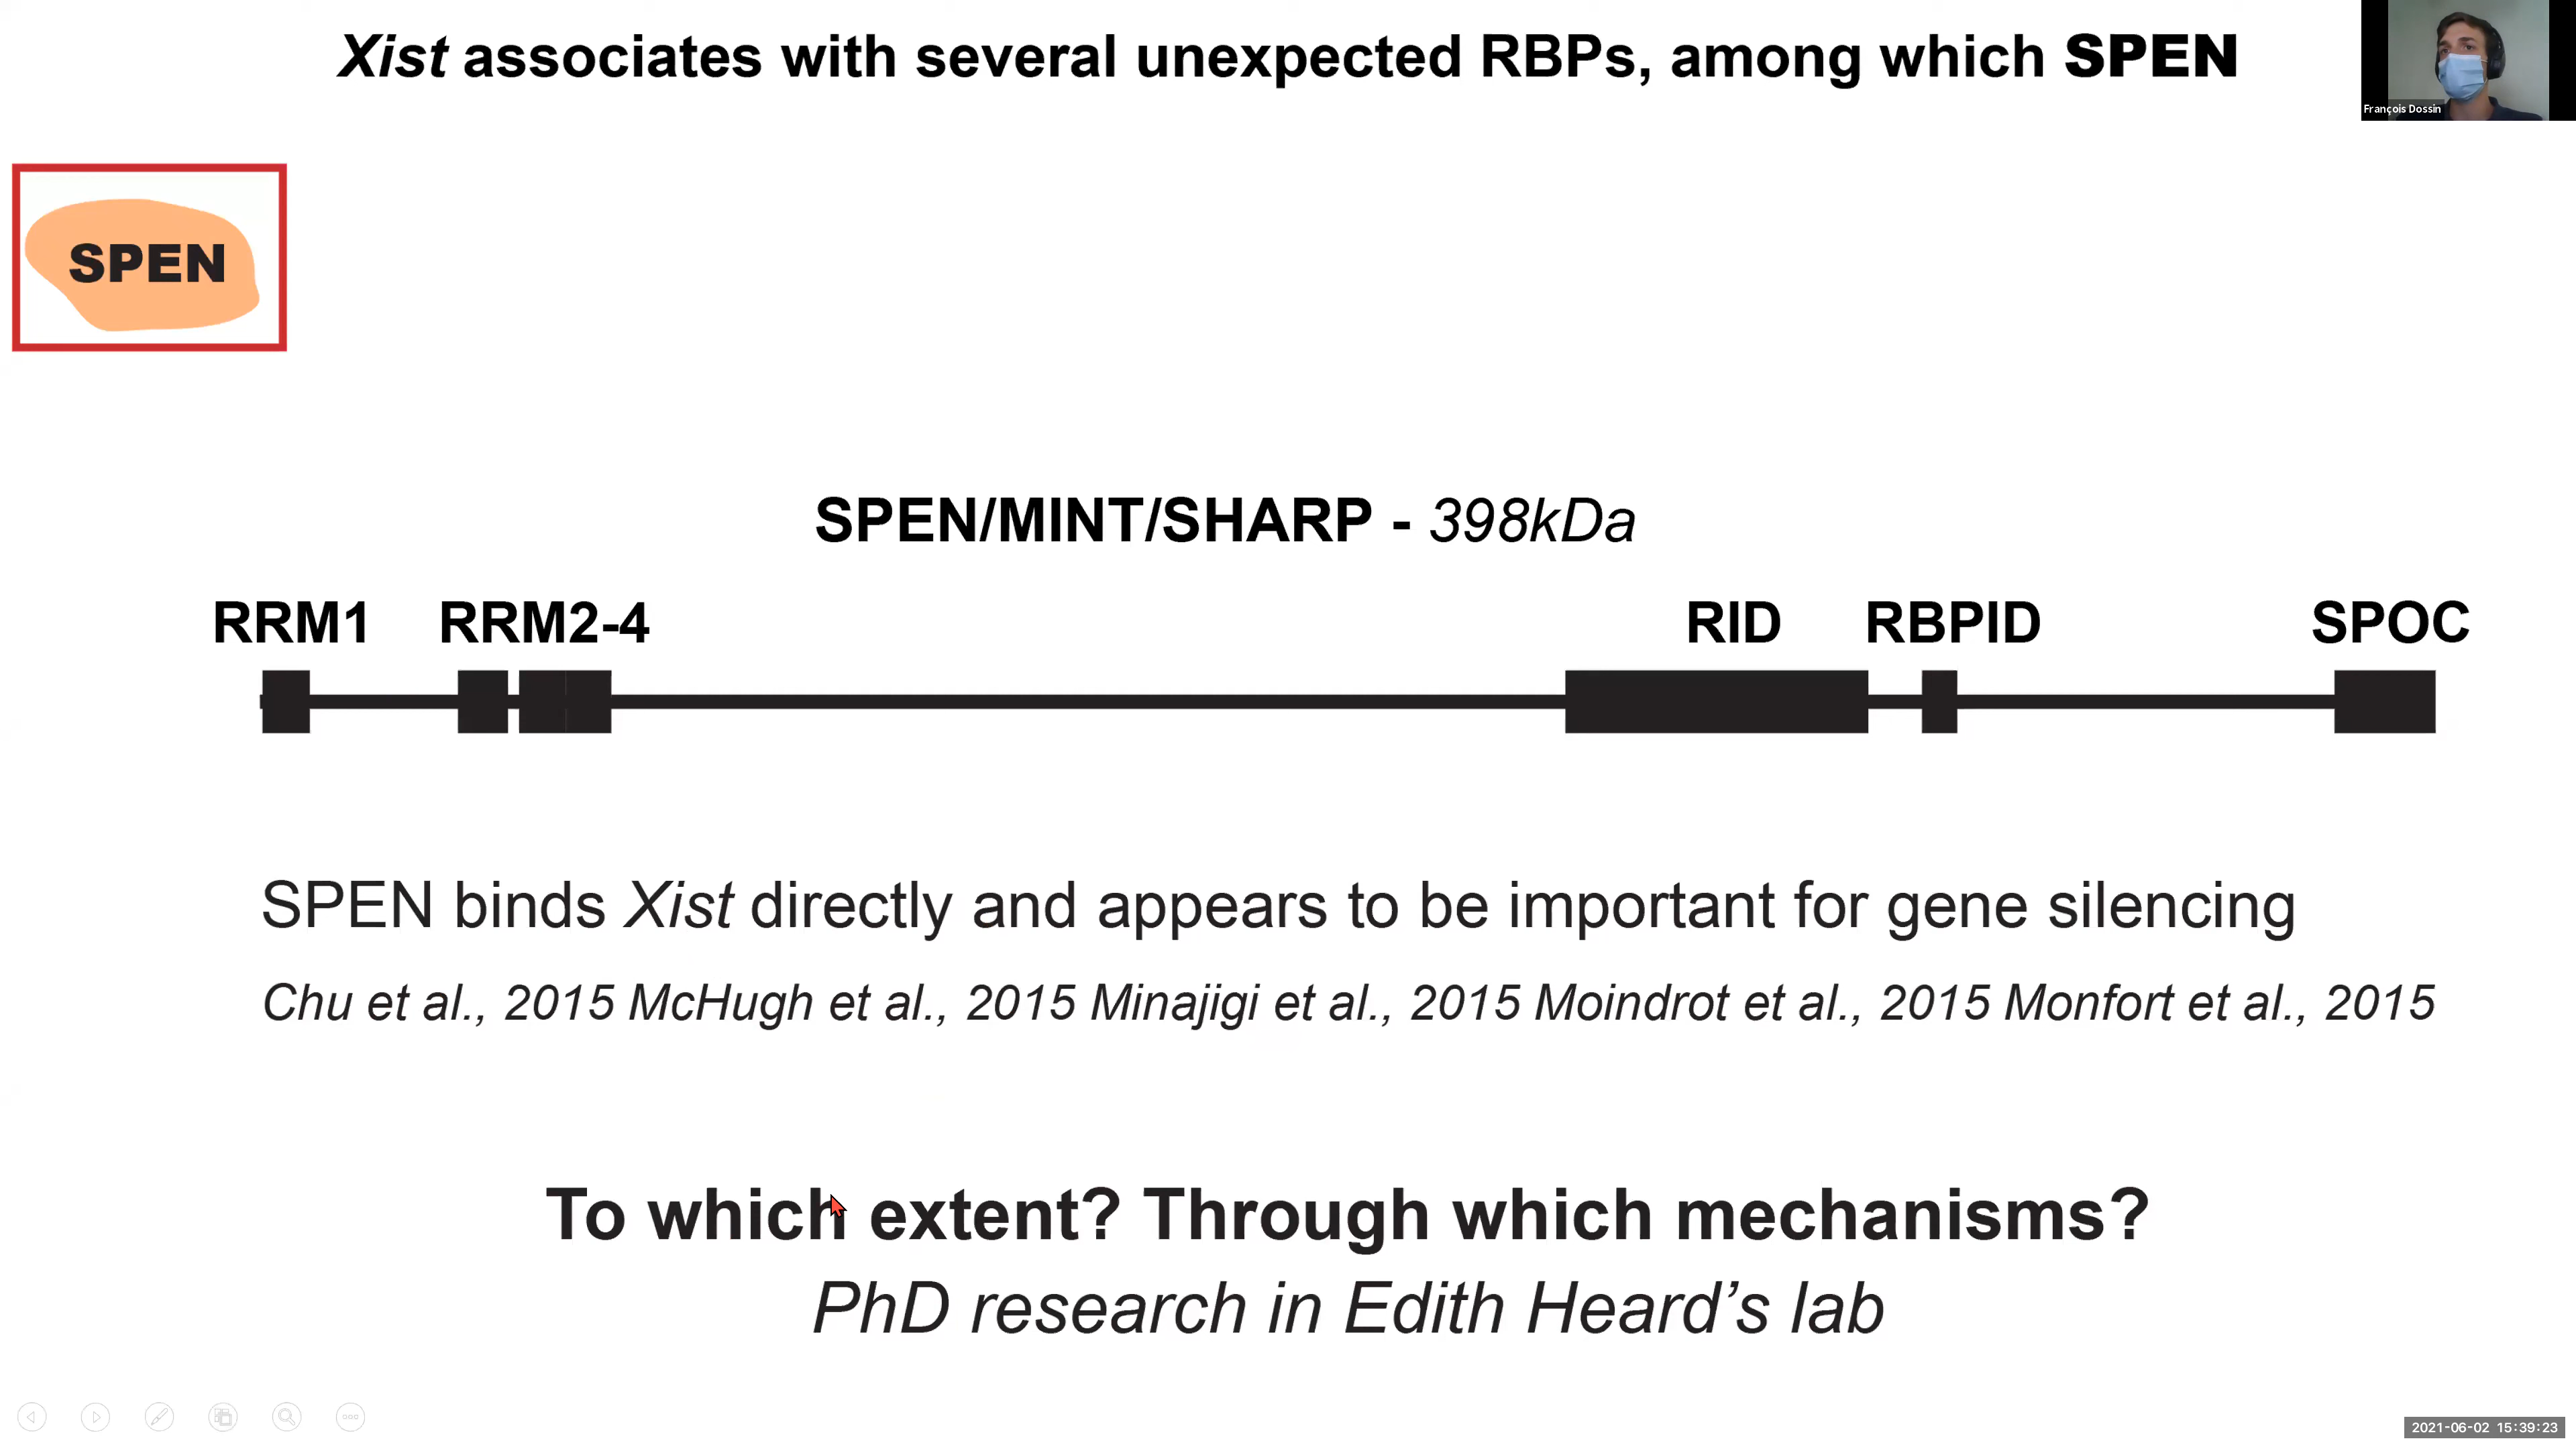 Xist associates with several unexpected RBPs, among which SPEN
François Dossin
SPEN
SPEN/MINT/SHARP - 398kDa
RRM1 RRM2-4 RID RBPID SPOC
SPEN binds Xist directly and appears to be important for gene silencing
Chu et al., 2015 McHugh et al., 2015 Minajigi et al., 2015 Moindrot et al., 2015 Monfort et al., 2015
To which extent? Through which mechanisms?
PhD research in Edith Heard’s lab
2021-06-02 15:39:23